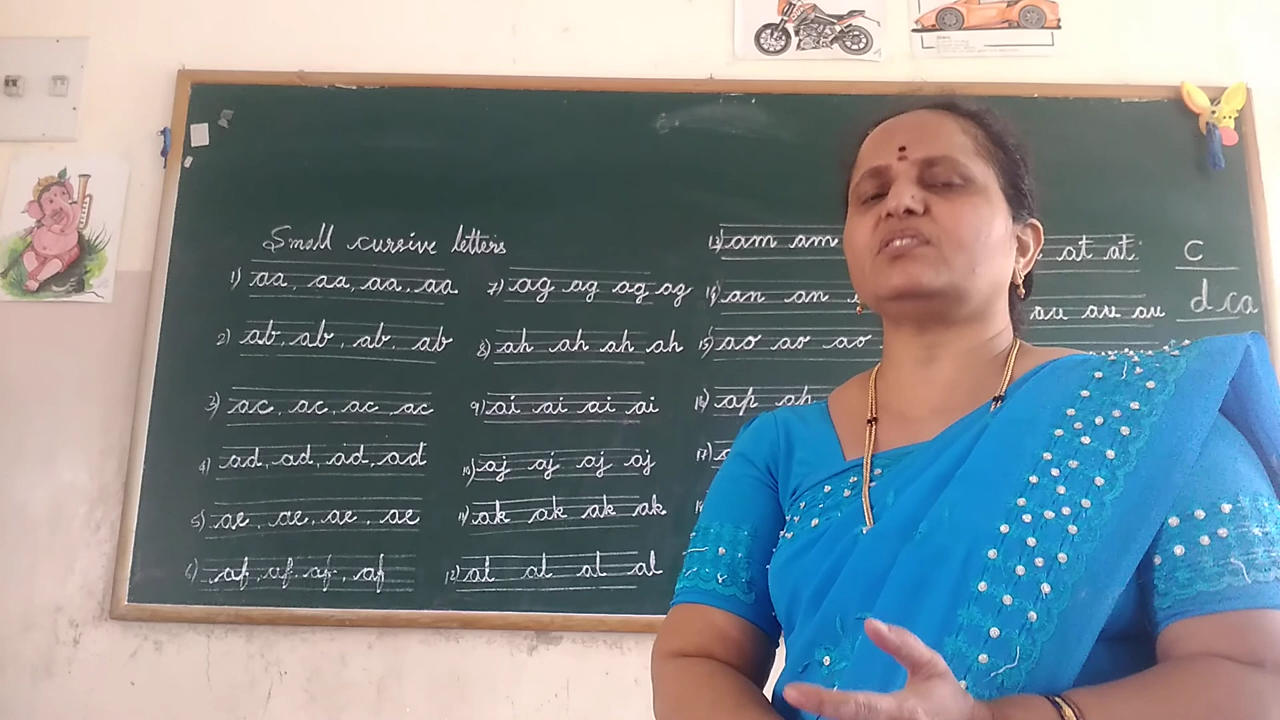 Small cursive letters
1) aa, aa, aa, aa
2) ab, ab, ab, ab
3) ac, ac, ac, ac
4) ad, ad, ad, ad
5) ae, ae, ae, ae
6) af, af, af, af
7) ag ag ag ag
8) ah ah ah ah
9) ai ai ai ai
10) aj aj aj aj
11) ak ak ak ak
12) al al al al
13) am am
14) an an
15) ao ao ao
16) ap
17)
at at
au au au
c
d ca